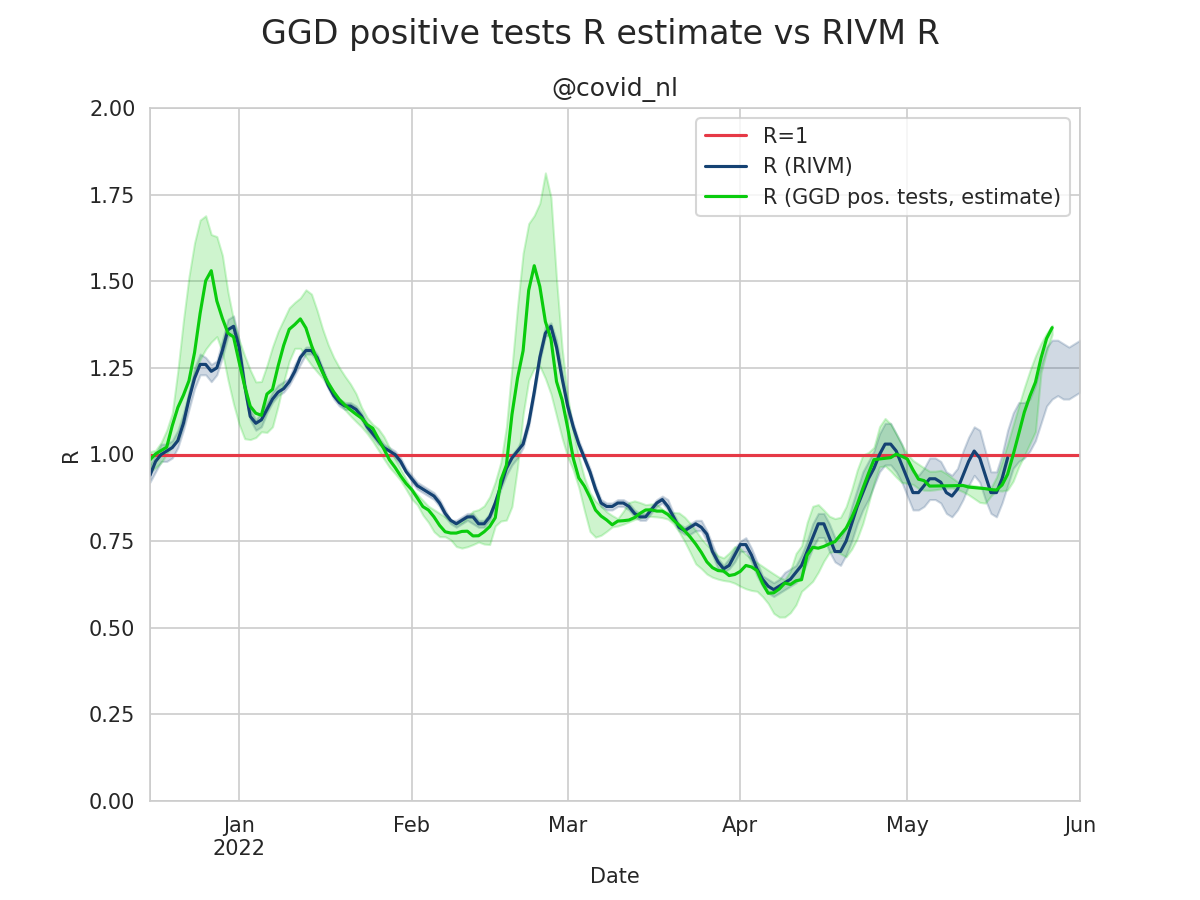 GGD positive tests R estimate vs RIVM R
@covid_nl
R=1
R (RIVM)
R (GGD pos. tests, estimate)
2.00
1.75
1.50
1.25
1.00
0.75
0.50
0.25
0.00
R
Jan
2022
Feb
Mar
Apr
May
Jun
Date